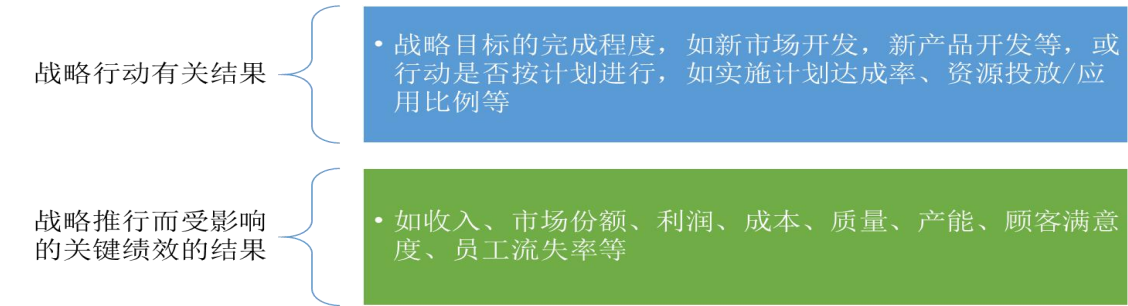 战略行动有关结果
• 战略目标的完成程度，如新市场开发，新产品开发等，或
行动是否按计划进行，如实施计划达成率、资源投放/应
用比例等
战略推行而受影响
的关键绩效的结果
• 如收入、市场份额、利润、成本、质量、产能、顾客满意
度、员工流失率等